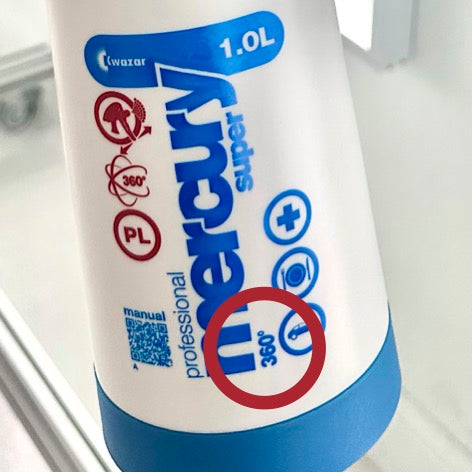 Kwazar
1.0L
professional
mercury
super
360°
360°
PL
manual
A